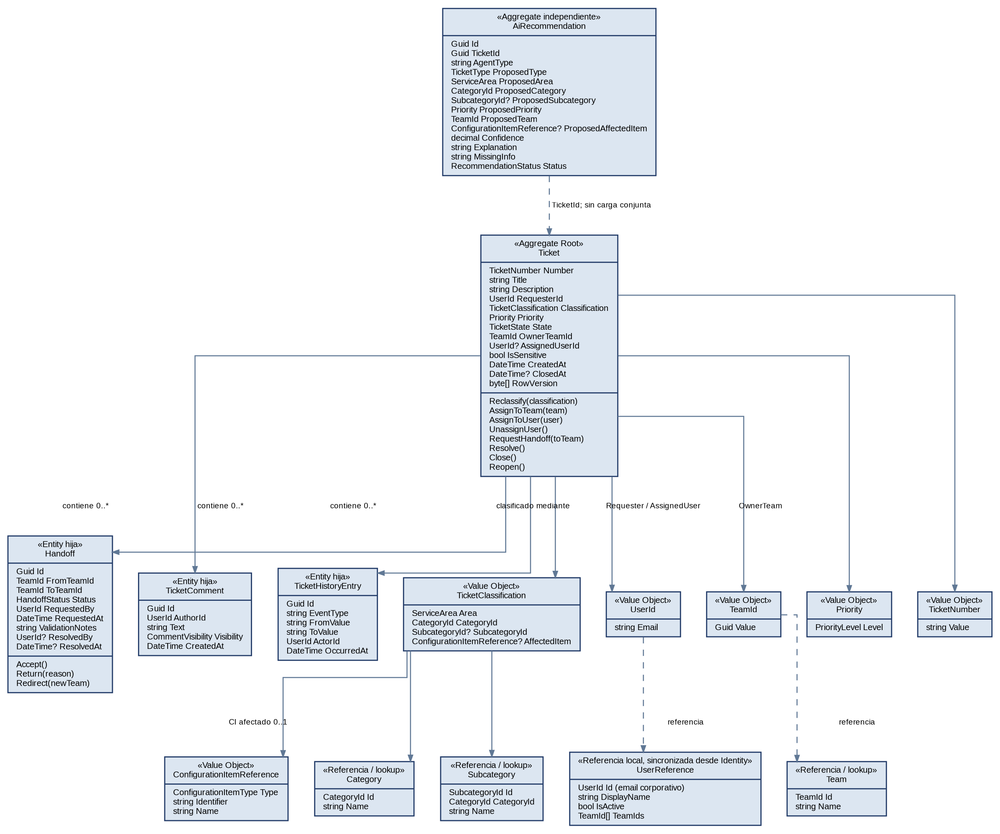 «Aggregate independiente»
AiRecommendation
Guid Id
Guid TicketId
string AgentType
TicketType ProposedType
ServiceArea ProposedArea
CategoryId ProposedCategory
SubcategoryId? ProposedSubcategory
Priority ProposedPriority
TeamId ProposedTeam
ConfigurationItemReference? ProposedAffectedItem
decimal Confidence
string Explanation
string MissingInfo
RecommendationStatus Status
TicketId; sin carga conjunta
«Aggregate Root»
Ticket
TicketNumber Number
string Title
string Description
UserId RequesterId
TicketClassification Classification
Priority Priority
TicketState State
TeamId OwnerTeamId
UserId? AssignedUserId
bool IsSensitive
DateTime CreatedAt
DateTime? ClosedAt
byte[] RowVersion
Reclassify(classification)
AssignToTeam(team)
AssignToUser(user)
UnassignUser()
RequestHandoff(toTeam)
Resolve()
Close()
Reopen()
contiene 0..*
contiene 0..*
contiene 0..*
clasificado mediante
Requester / AssignedUser
OwnerTeam
«Entity hija»
Handoff
Guid Id
TeamId FromTeamId
TeamId ToTeamId
HandoffStatus Status
UserId RequestedBy
DateTime RequestedAt
string ValidationNotes
UserId? ResolvedBy
DateTime? ResolvedAt
Accept()
Return(reason)
Redirect(newTeam)
«Entity hija»
TicketComment
Guid Id
UserId AuthorId
string Text
CommentVisibility Visibility
DateTime CreatedAt
«Entity hija»
TicketHistoryEntry
Guid Id
string EventType
string FromValue
string ToValue
UserId ActorId
DateTime OccurredAt
«Value Object»
TicketClassification
ServiceArea Area
CategoryId CategoryId
SubcategoryId? SubcategoryId
ConfigurationItemReference? AffectedItem
«Value Object»
UserId
string Email
«Value Object»
TeamId
Guid Value
«Value Object»
Priority
PriorityLevel Level
«Value Object»
TicketNumber
string Value
CI afectado 0..1
referencia
referencia
«Value Object»
ConfigurationItemReference
ConfigurationItemType Type
string Identifier
string Name
«Referencia / lookup»
Category
CategoryId Id
string Name
«Referencia / lookup»
Subcategory
SubcategoryId Id
CategoryId CategoryId
string Name
«Referencia local, sincronizada desde Identity»
UserReference
UserId Id (email corporativo)
string DisplayName
bool IsActive
TeamId[] TeamIds
«Referencia / lookup»
Team
TeamId Id
string Name